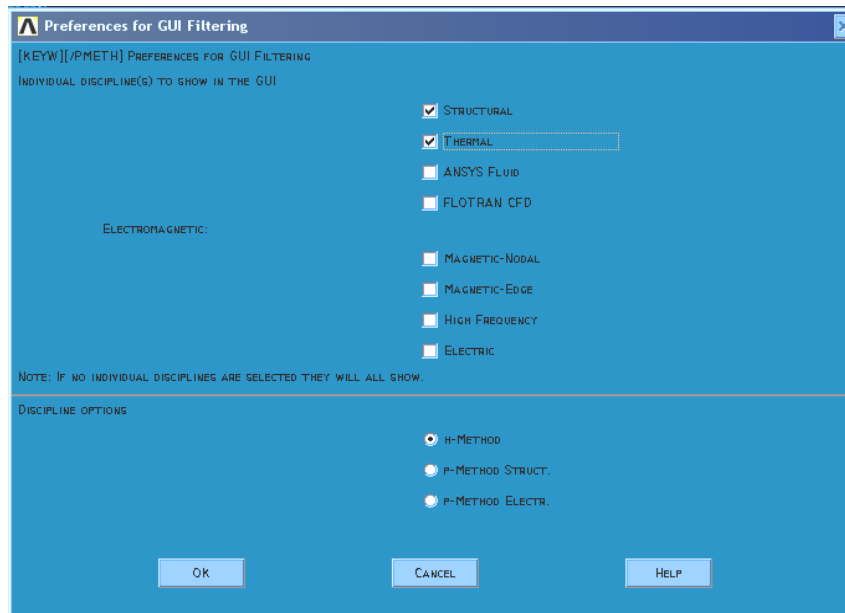 Preferences for GUI Filtering
[KEYW][/PMETH] Preferences for GUI Filtering
Individual discipline(s) to show in the GUI
Structural
Thermal
ANSYS Fluid
FLOTRAN CFD
Electromagnetic:
Magnetic-Nodal
Magnetic-Edge
High Frequency
Electric
Note: If no individual disciplines are selected they will all show.
Discipline options
h-Method
p-Method Struct.
p-Method Electr.
OK Cancel Help